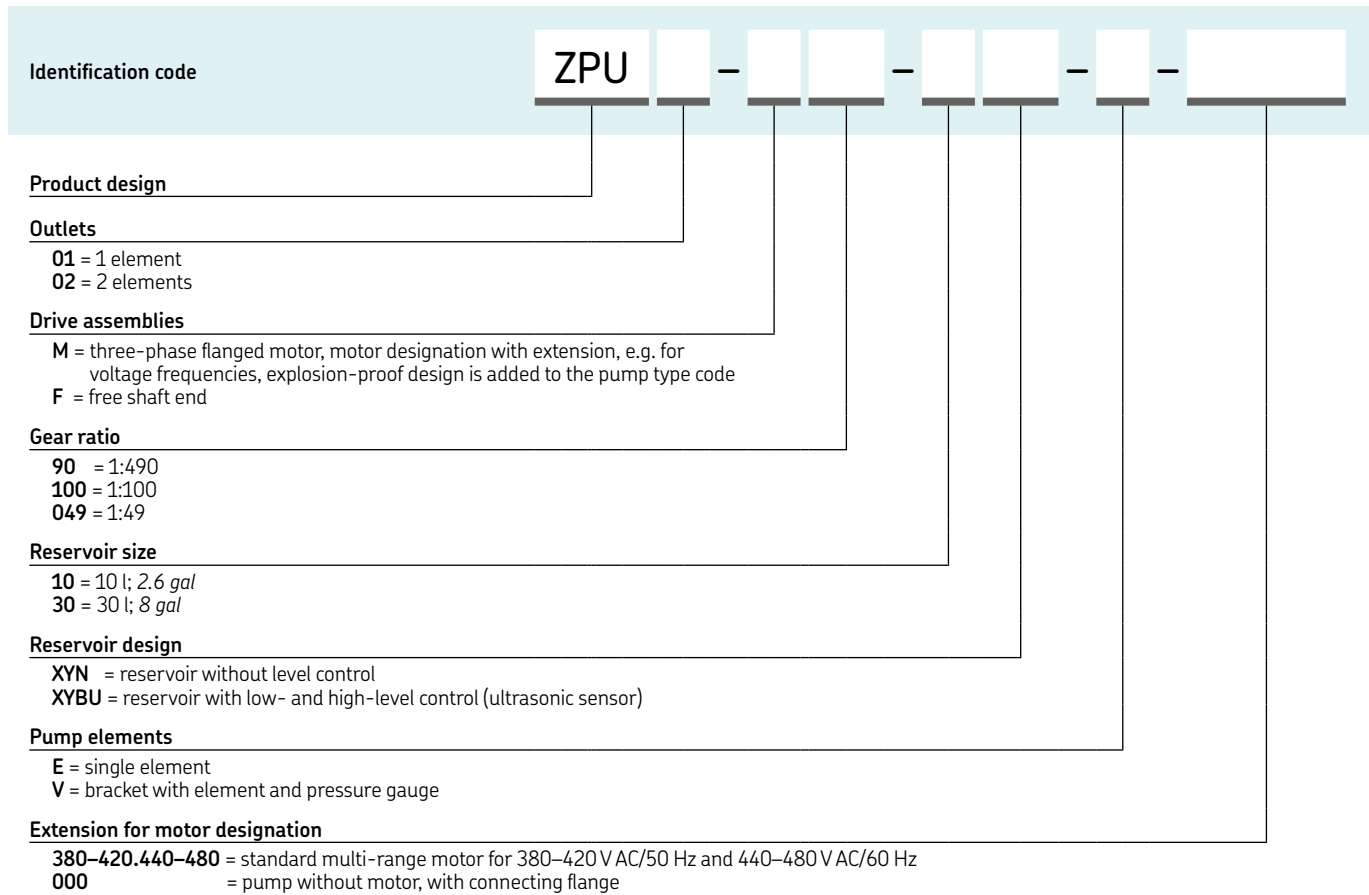 Identification code ZPU – – – –
Product design
Outlets
01 = 1 element
02 = 2 elements
Drive assemblies
M = three-phase flanged motor, motor designation with extension, e.g. for
voltage frequencies, explosion-proof design is added to the pump type code
F = free shaft end
Gear ratio
90 = 1:490
100 = 1:100
049 = 1:49
Reservoir size
10 = 10 l; 2.6 gal
30 = 30 l; 8 gal
Reservoir design
XYN = reservoir without level control
XYBU = reservoir with low- and high-level control (ultrasonic sensor)
Pump elements
E = single element
V = bracket with element and pressure gauge
Extension for motor designation
380–420.440–480 = standard multi-range motor for 380–420 V AC/50 Hz and 440–480 V AC/60 Hz
000 = pump without motor, with connecting flange